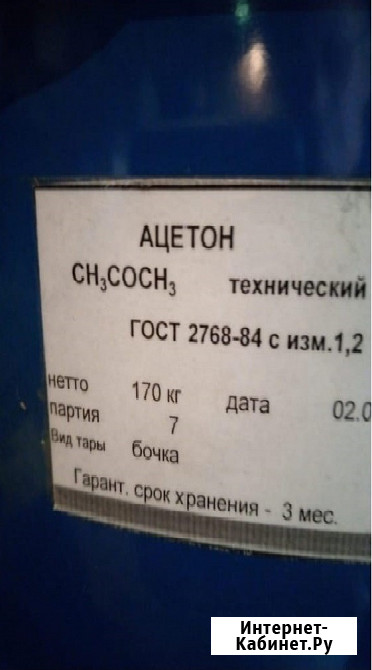 АЦЕТОН
CH₃COCH₃ технический
ГОСТ 2768-84 с изм.1,2
нетто 170 кг дата 02.0
партия 7
Вид тары бочка
Гарант. срок хранения - 3 мес.
Интернет-
Кабинет.Ру